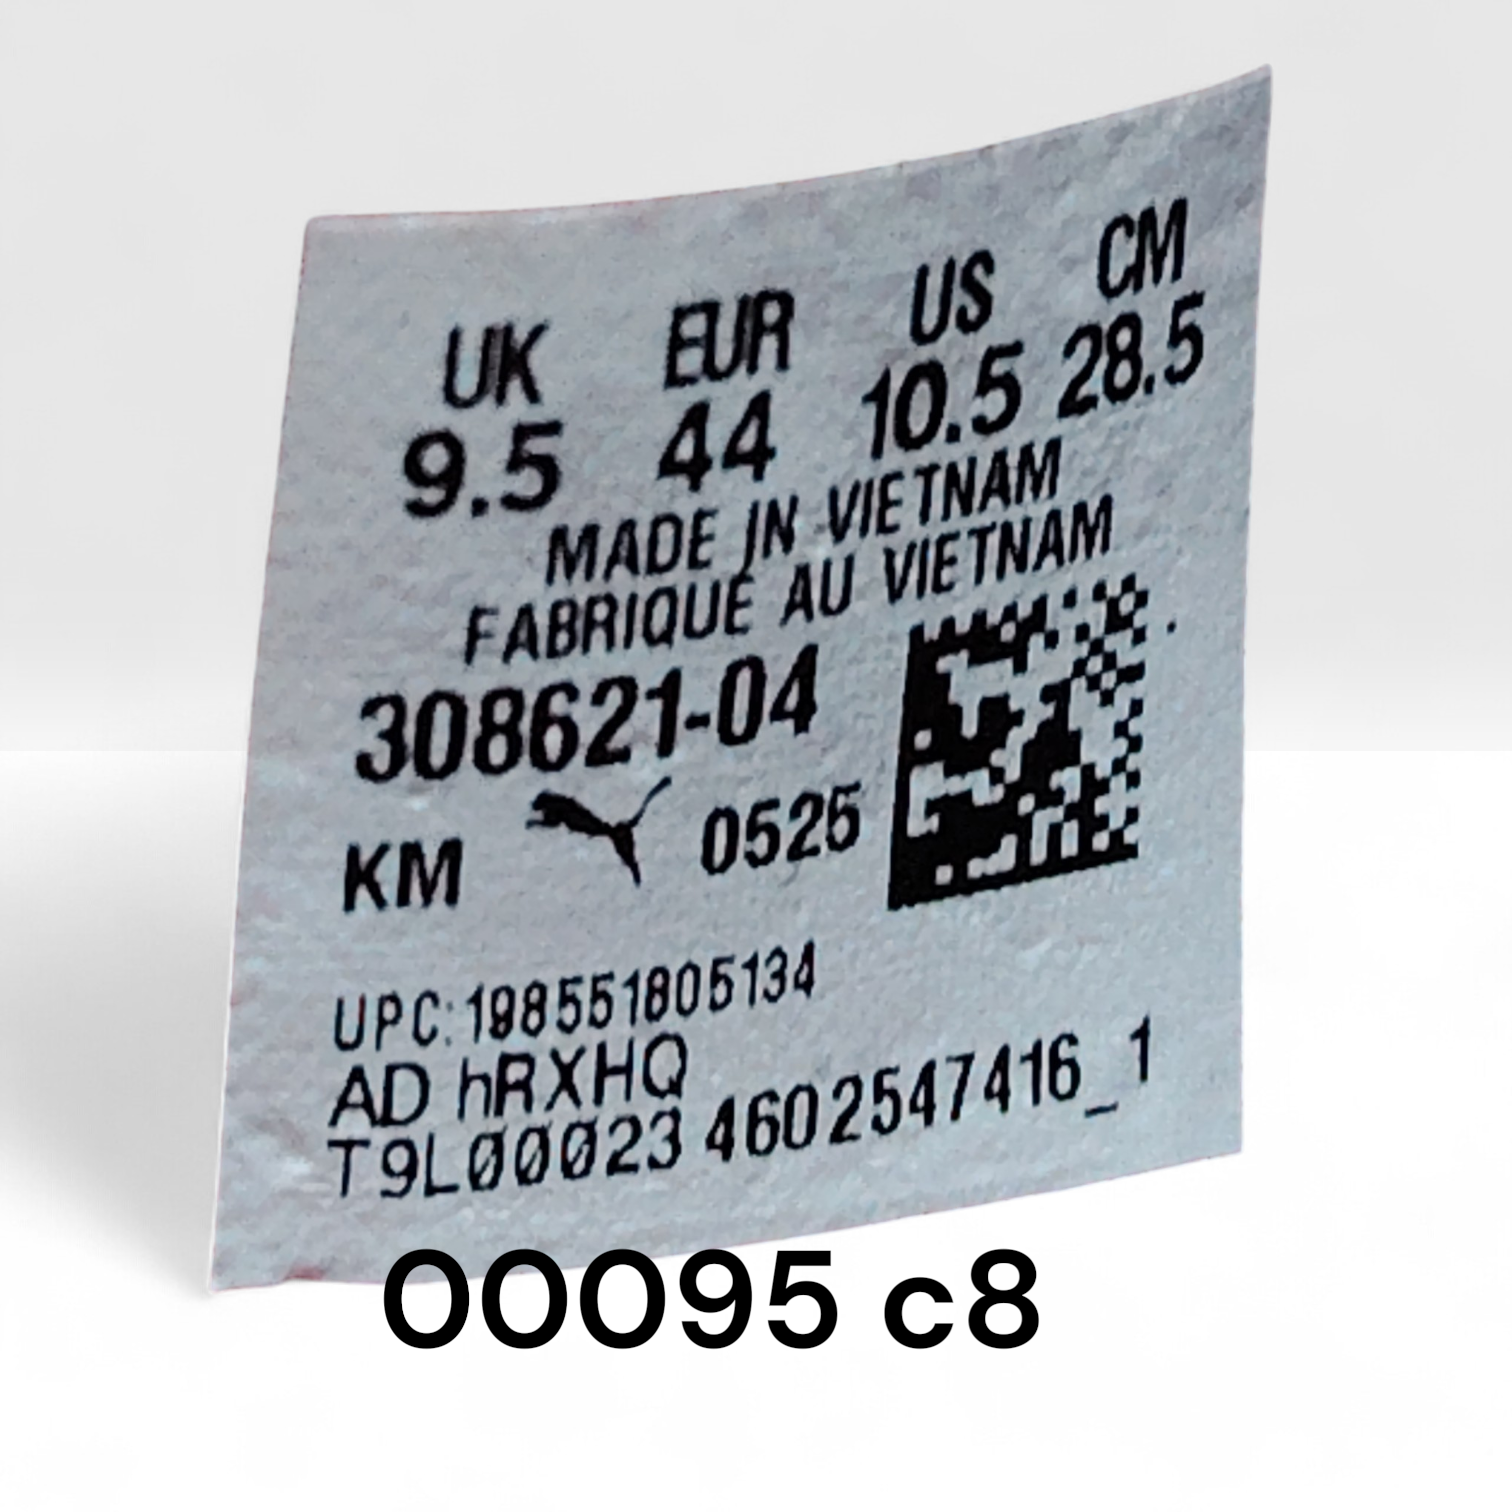 UK EUR US CM
9.5 44 10.5 28.5
MADE IN VIETNAM
FABRIQUÉ AU VIETNAM
308621-04
KM 0525
UPC:198551805134
AD hRXHQ
T9L00023 4602547416_1
00095 c8